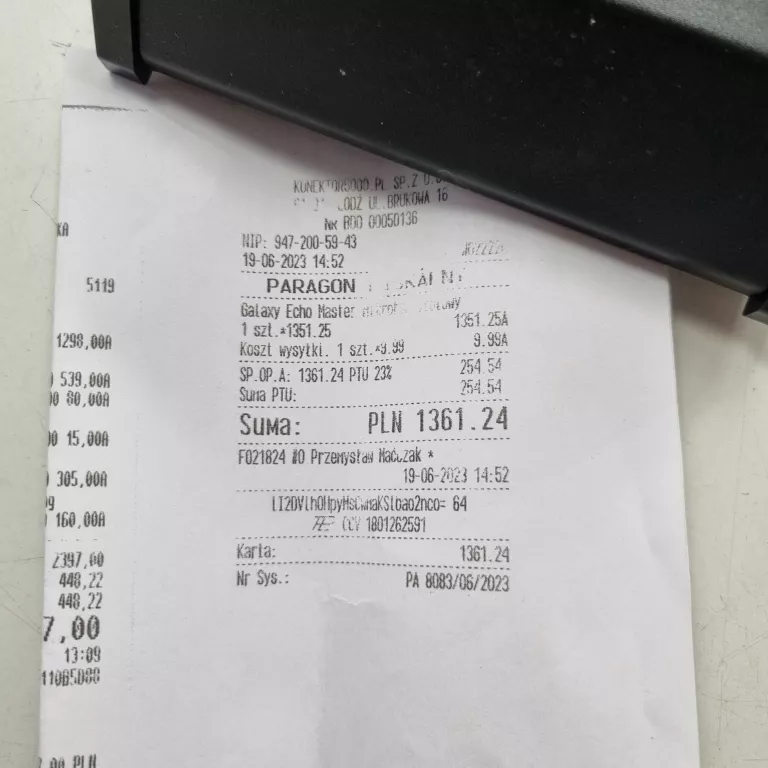 SP.Z O.O
ŁÓDŹ UL.BRUKOWA 16
NR BDO 00050136
NIP: 947-200-59-43
19-06-2023 14:52
PARAGON
Galaxy Echo Master
1 szt.*1351.25 1351.25A
Koszt wysyłki. 1 szt.*9.99 9.99A
SP.OP.A: 1361.24 PTU 23% 254.54
Suma PTU: 254.54
Suma: PLN 1361.24
F021824 #0 Przemysław *
19-06-2023 14:52
64
1801262591
Karta: 1361.24
Nr Sys.: PA 8083/06/2023
KA
5119
1298,00A
539,00A
80,00A
15,00A
305,00A
160,00A
2397,00
448,22
448,22
7,00
13:09
PLN